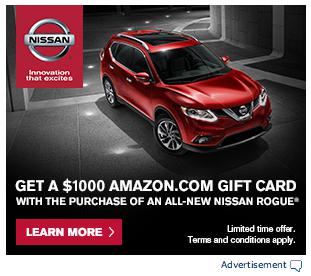 NISSAN
Innovation
that excites
GET A $1000 AMAZON.COM GIFT CARD
WITH THE PURCHASE OF AN ALL-NEW NISSAN ROGUE®
LEARN MORE >
Limited time offer.
Terms and conditions apply.
Advertisement